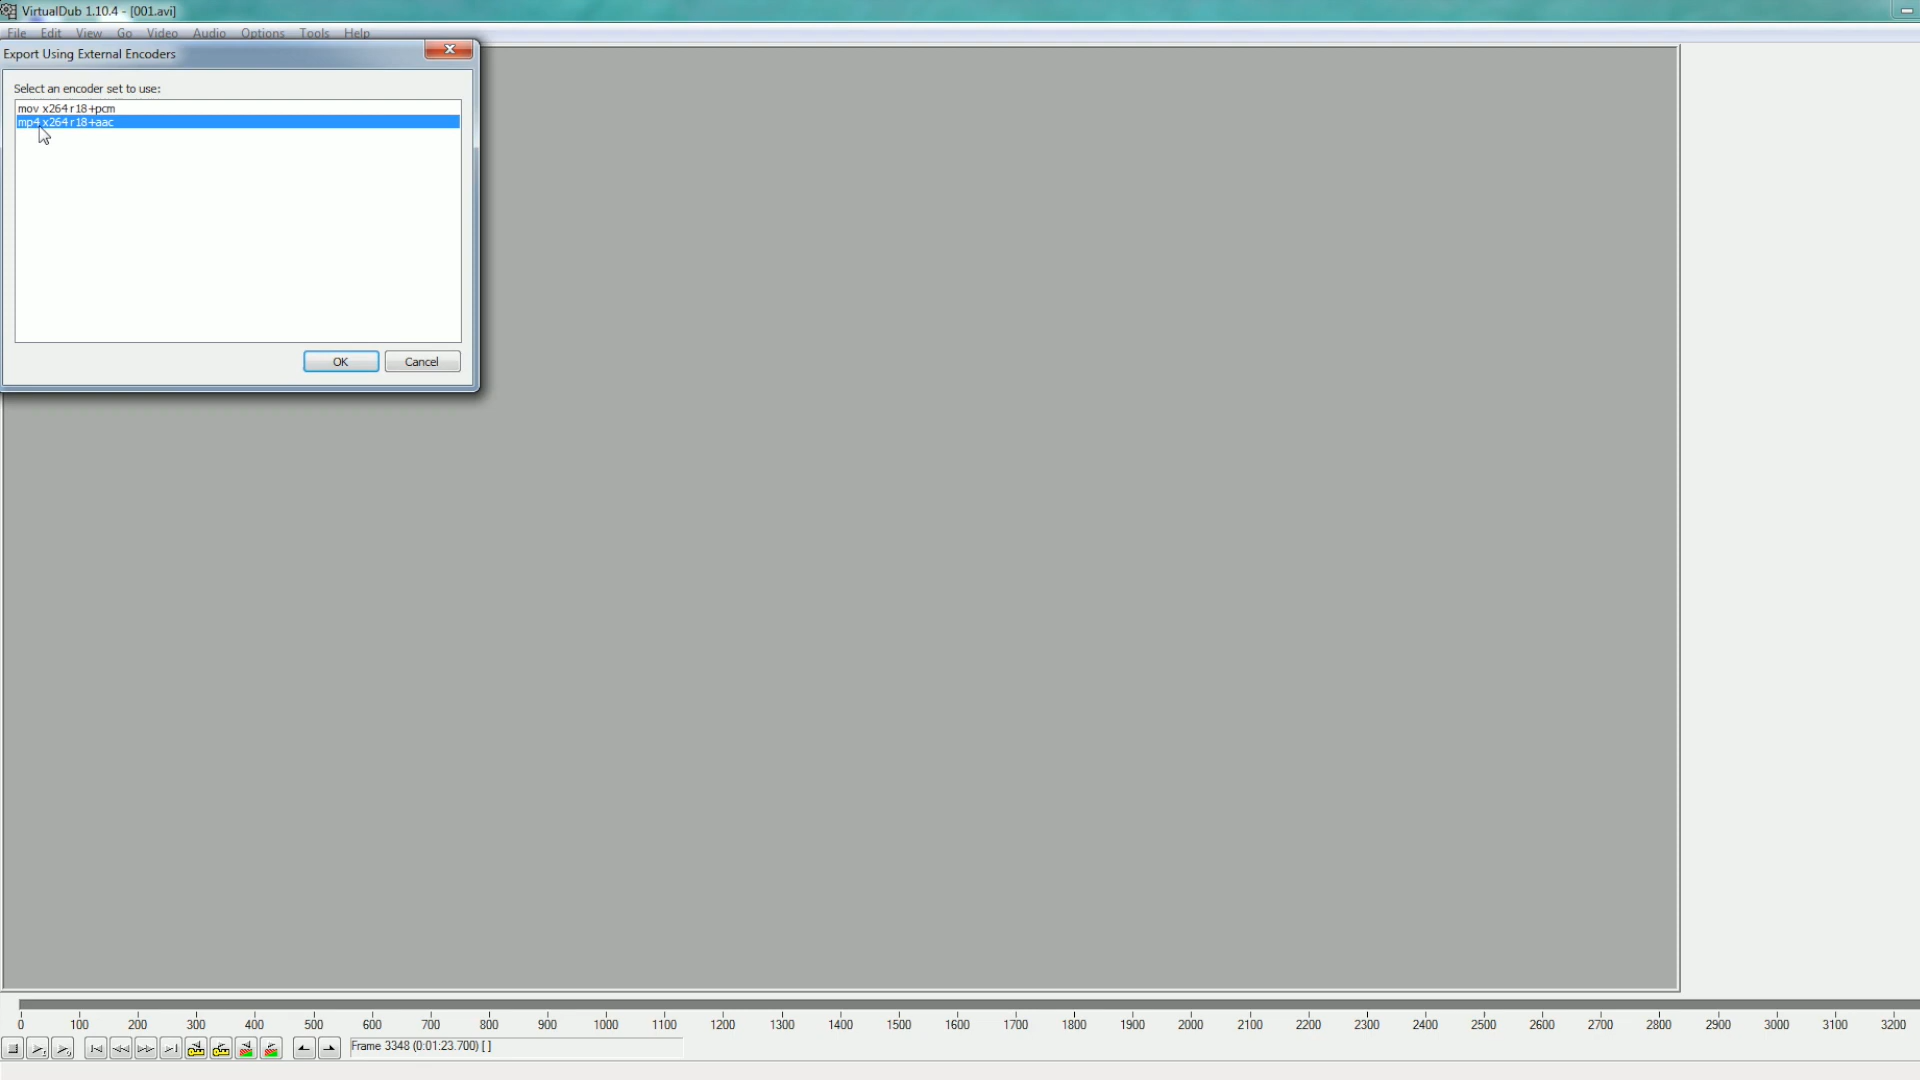 VirtualDub 1.10.4 - [001.avi]
File Edit View Go Video Audio Options Tools Help
Export Using External Encoders
Select an encoder set to use:
mov x264 r18+pcm
mp4 x264 r18+aac
OK Cancel
0 100 200 300 400 500 600 700 800 900 1000 1100 1200 1300 1400 1500 1600 1700 1800 1900 2000 2100 2200 2300 2400 2500 2600 2700 2800 2900 3000 3100 3200
Frame 3348 (0:01:23.700) [ ]